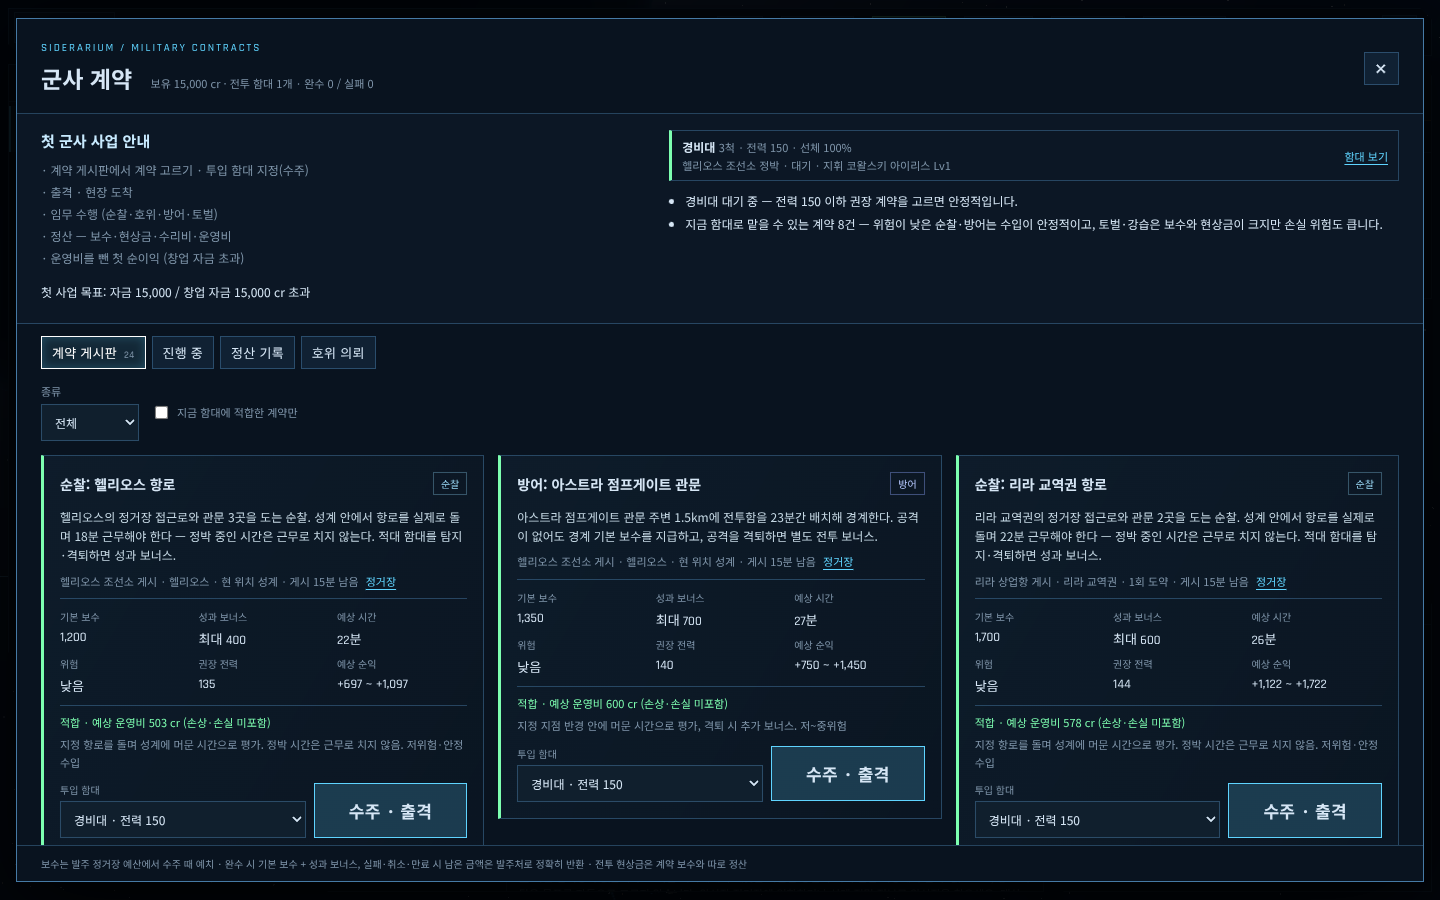 SIDERARIUM / MILITARY CONTRACTS
군사 계약 보유 15,000 cr · 전투 함대 1개 · 완수 0 / 실패 0
×
첫 군사 사업 안내
· 계약 게시판에서 계약 고르기 · 투입 함대 지정(수주)
· 출격 · 현장 도착
· 임무 수행 (순찰·호위·방어·토벌)
· 정산 — 보수·현상금·수리비·운영비
· 운영비를 뺀 첫 순이익 (창업 자금 초과)
첫 사업 목표: 자금 15,000 / 창업 자금 15,000 cr 초과
경비대 3척 · 전력 150 · 선체 100%
헬리오스 조선소 정박 · 대기 · 지휘 코왈스키 아이리스 Lv1
함대 보기
• 경비대 대기 중 — 전력 150 이하 권장 계약을 고르면 안정적입니다.
• 지금 함대로 맡을 수 있는 계약 8건 — 위험이 낮은 순찰·방어는 수입이 안정적이고, 토벌·강습은 보수와 현상금이 크지만 손실 위험도 큽니다.
계약 게시판 24
진행 중
정산 기록
호위 의뢰
종류
전체
지금 함대에 적합한 계약만
순찰: 헬리오스 항로
순찰
헬리오스의 정거장 접근로와 관문 3곳을 도는 순찰. 성계 안에서 항로를 실제로 돌
며 18분 근무해야 한다 — 정박 중인 시간은 근무로 치지 않는다. 적대 함대를 탐지
·격퇴하면 성과 보너스.
헬리오스 조선소 게시 · 헬리오스 · 현 위치 성계 · 게시 15분 남음 정거장
기본 보수 성과 보너스 예상 시간
1,200 최대 400 22분
위험 권장 전력 예상 순익
낮음 135 +697 ~ +1,097
적합 · 예상 운영비 503 cr (손상·손실 미포함)
지정 항로를 돌며 성계에 머문 시간으로 평가. 정박 시간은 근무로 치지 않음. 저위험·안정
수입
투입 함대
경비대 · 전력 150
수주 · 출격
방어: 아스트라 점프게이트 관문
방어
아스트라 점프게이트 관문 주변 1.5km에 전투함을 23분간 배치해 경계한다. 공격
이 없어도 경계 기본 보수를 지급하고, 공격을 격퇴하면 별도 전투 보너스.
헬리오스 조선소 게시 · 헬리오스 · 현 위치 성계 · 게시 15분 남음 정거장
기본 보수 성과 보너스 예상 시간
1,350 최대 700 27분
위험 권장 전력 예상 순익
낮음 140 +750 ~ +1,450
적합 · 예상 운영비 600 cr (손상·손실 미포함)
지정 지점 반경 안에 머문 시간으로 평가, 격퇴 시 추가 보너스. 저~중위험
투입 함대
경비대 · 전력 150
수주 · 출격
순찰: 리라 교역권 항로
순찰
리라 교역권의 정거장 접근로와 관문 2곳을 도는 순찰. 성계 안에서 항로를 실제로
돌며 22분 근무해야 한다 — 정박 중인 시간은 근무로 치지 않는다. 적대 함대를 탐
지·격퇴하면 성과 보너스.
리라 상업항 게시 · 리라 교역권 · 1회 도약 · 게시 15분 남음 정거장
기본 보수 성과 보너스 예상 시간
1,700 최대 600 26분
위험 권장 전력 예상 순익
낮음 144 +1,122 ~ +1,722
적합 · 예상 운영비 578 cr (손상·손실 미포함)
지정 항로를 돌며 성계에 머문 시간으로 평가. 정박 시간은 근무로 치지 않음. 저위험·안정
수입
투입 함대
경비대 · 전력 150
수주 · 출격
보수는 발주 정거장 예산에서 수주 때 예치 · 완수 시 기본 보수 + 성과 보너스, 실패·취소·만료 시 남은 금액은 발주처로 정확히 반환 · 전투 현상금은 계약 보수와 따로 정산